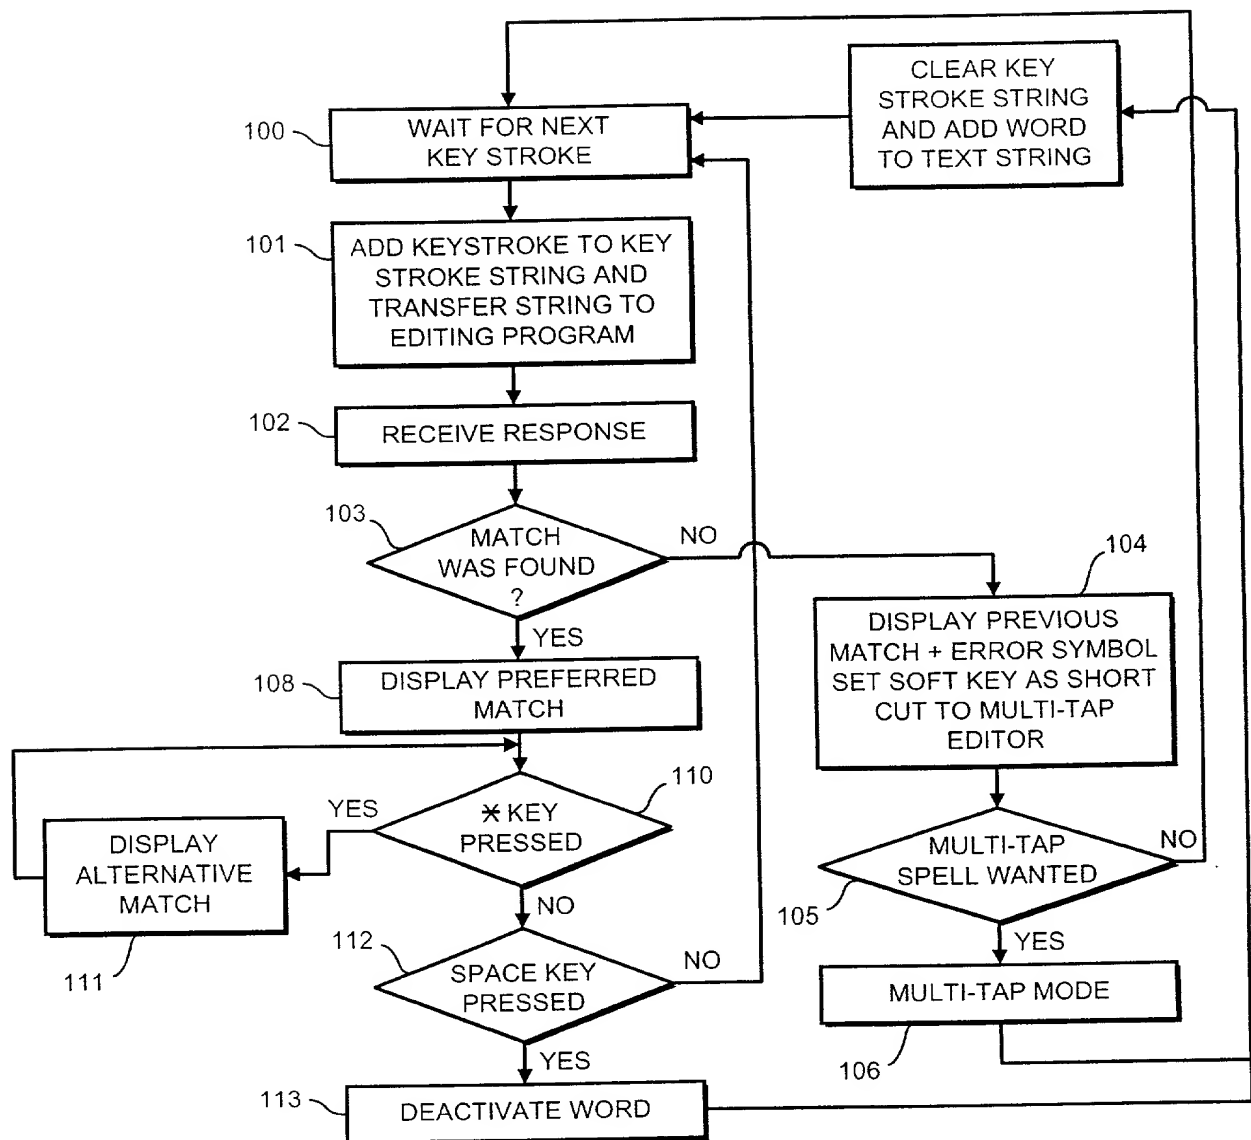 CLEAR KEY
STROKE STRING
AND ADD WORD
TO TEXT STRING
100
WAIT FOR NEXT
KEY STROKE
101
ADD KEYSTROKE TO KEY
STROKE STRING AND
TRANSFER STRING TO
EDITING PROGRAM
102
RECEIVE RESPONSE
103
MATCH
WAS FOUND
?
NO
YES
104
DISPLAY PREVIOUS
MATCH + ERROR SYMBOL
SET SOFT KEY AS SHORT
CUT TO MULTI-TAP
EDITOR
108
DISPLAY PREFERRED
MATCH
110
* KEY
PRESSED
YES
NO
DISPLAY
ALTERNATIVE
MATCH
111
MULTI-TAP
SPELL WANTED
NO
105
YES
112
SPACE KEY
PRESSED
NO
YES
MULTI-TAP MODE
106
113
DEACTIVATE WORD